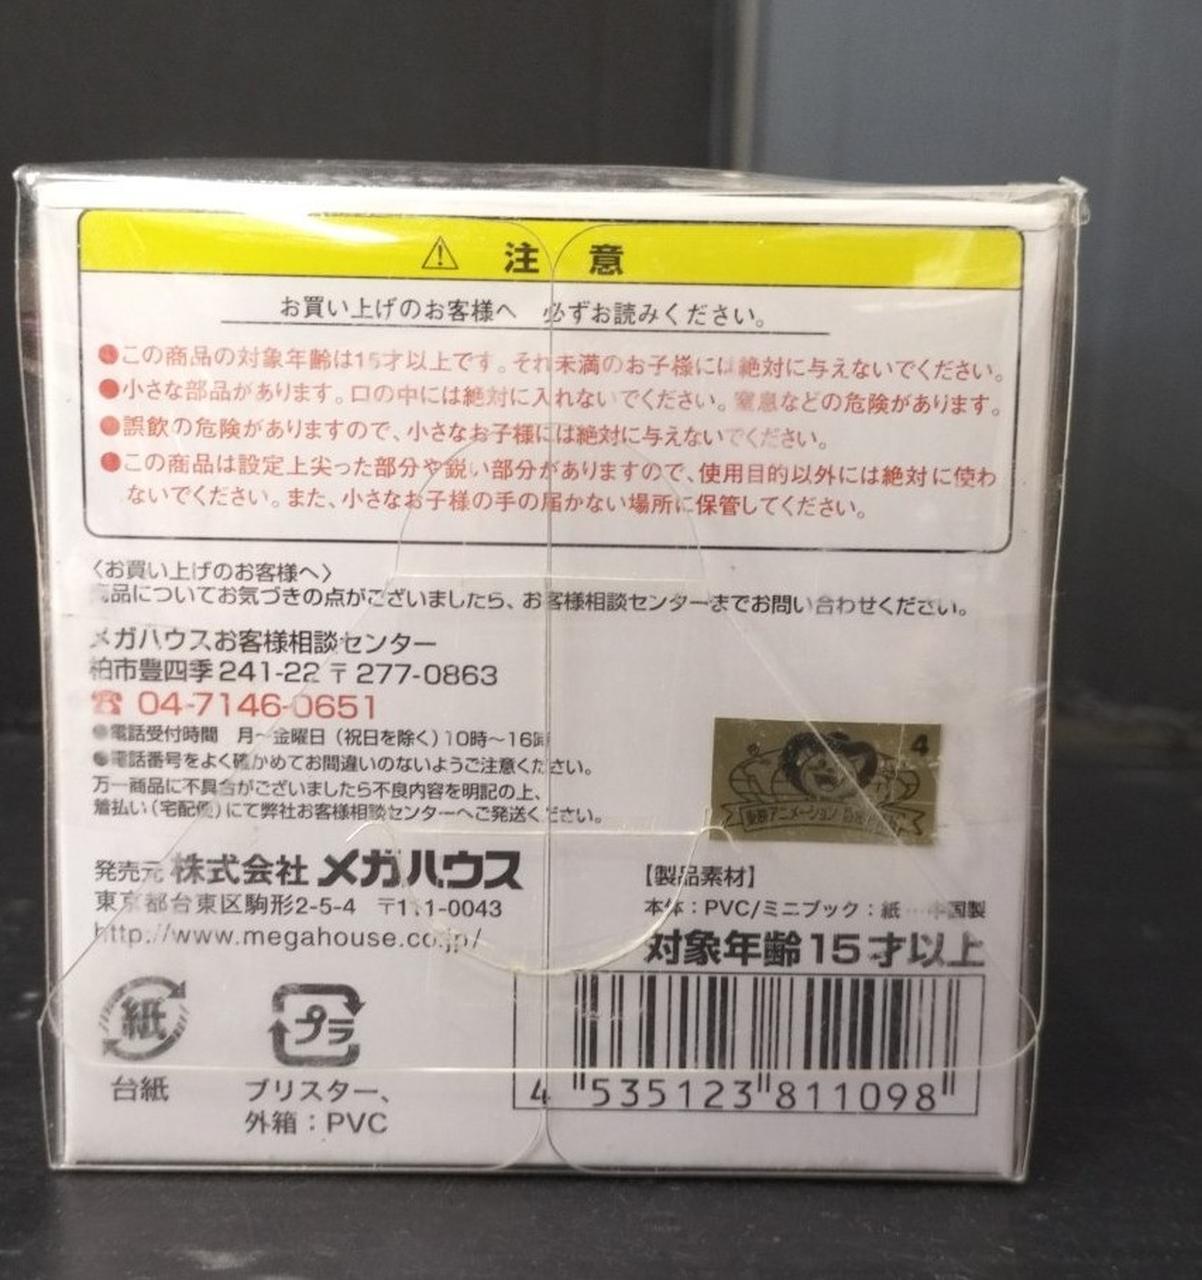 ⚠ 注 意
お買い上げのお客様へ 必ずお読みください。
●この商品の対象年齢は15才以上です。それ未満のお子様には絶対に与えないでください。
●小さな部品があります。口の中には絶対に入れないでください。窒息などの危険があります。
●誤飲の危険がありますので、小さなお子様には絶対に与えないでください。
●この商品は設定上尖った部分や鋭い部分がありますので、使用目的以外には絶対に使わ
ないでください。また、小さなお子様の手の届かない場所に保管してください。
〈お買い上げのお客様へ〉
商品についてお気づきの点がございましたら、お客様相談センターまでお問い合わせください。
メガハウスお客様相談センター
柏市豊四季241-22 〒277-0863
☎ 04-7146-0651
●電話受付時間 月〜金曜日（祝日を除く）10時〜16時
●電話番号をよく確かめてお間違いのないようご注意ください。
万一商品に不具合がございましたら不良内容を明記の上、
着払い（宅配便）にて弊社お客様相談センターへご発送ください。
4
東映アニメーション
発売元 株式会社 メガハウス
東京都台東区駒形2-5-4 〒111-0043
http://www.megahouse.co.jp/
【製品素材】
本体：PVC/ミニブック：紙 中国製
対象年齢15才以上
紙
台紙
プラ
ブリスター、
外箱：PVC
4 535123 811098